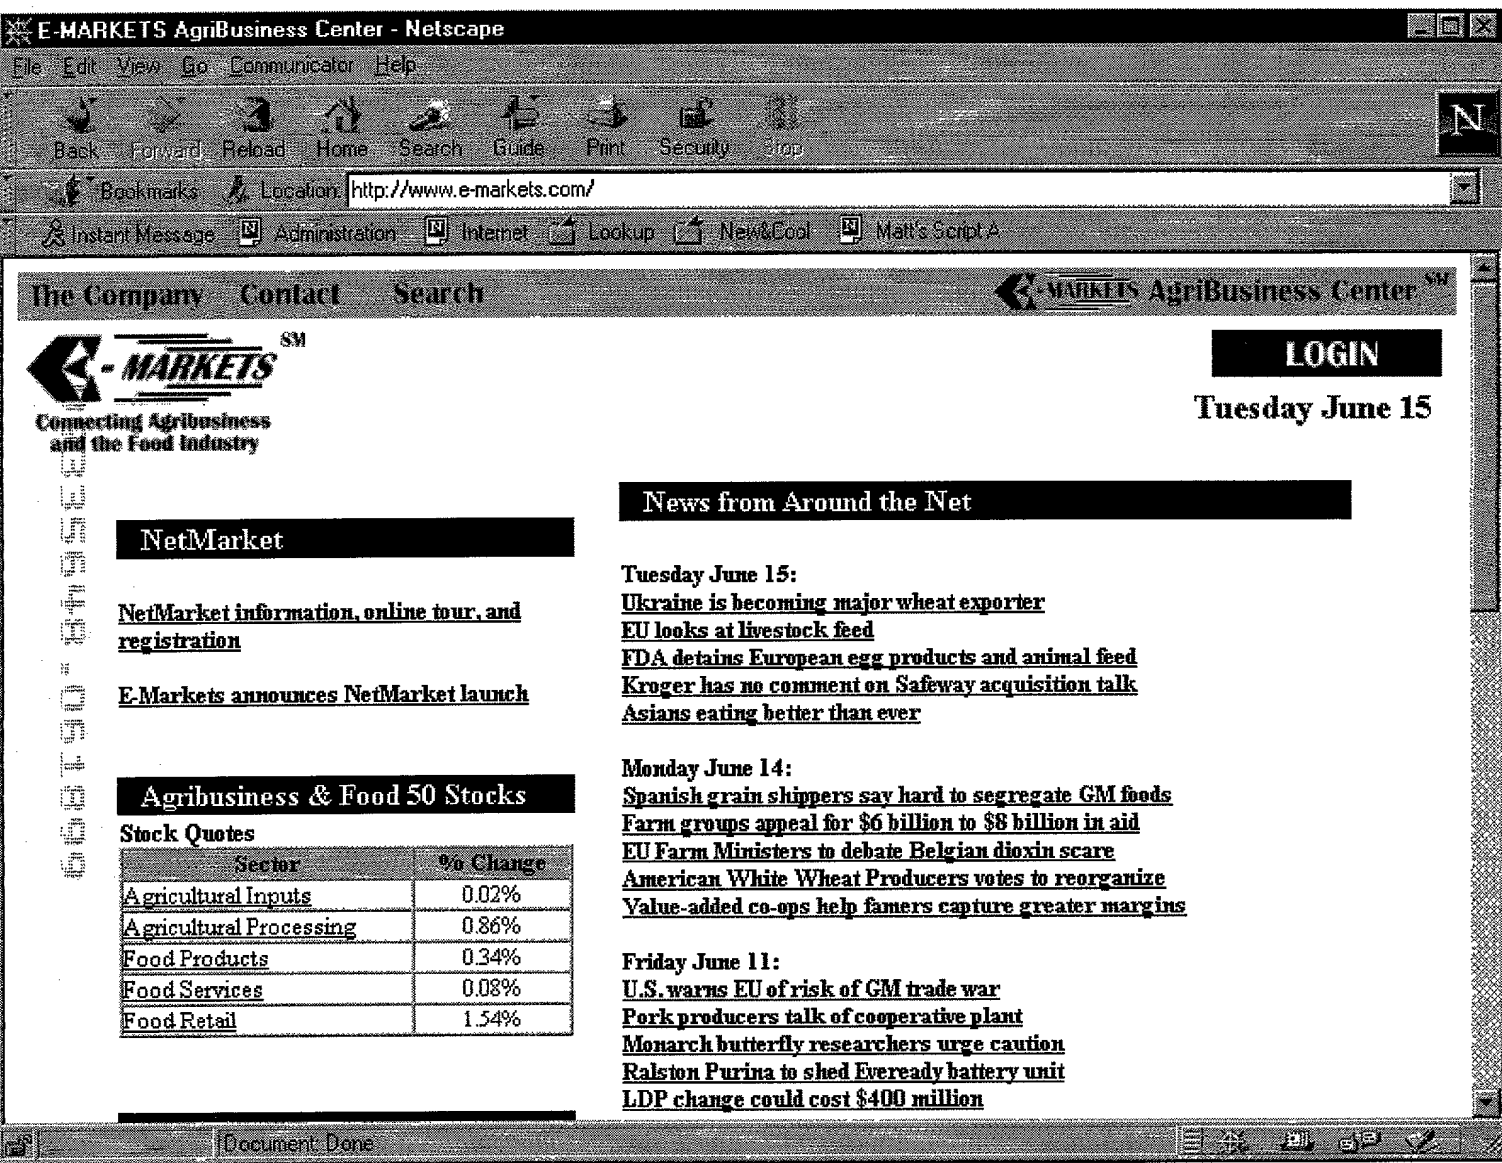 E-MARKETS AgriBusiness Center - Netscape
File Edit View Go Communicator Help
Back Forward Reload Home Search Guide Print Security Stop
Bookmarks Location: http://www.e-markets.com/
Instant Message Administration Internet Lookup New&Cool Matt's Script A
The Company Contact Search E-MARKETS AgriBusiness Center SM
E-MARKETS SM
Connecting Agribusiness
and the Food Industry
LOGIN
Tuesday June 15
NetMarket
NetMarket information, online tour, and
registration
E-Markets announces NetMarket launch
Agribusiness & Food 50 Stocks
Stock Quotes
Sector % Change
Agricultural Inputs 0.02%
Agricultural Processing 0.86%
Food Products 0.34%
Food Services 0.08%
Food Retail 1.54%
News from Around the Net
Tuesday June 15:
Ukraine is becoming major wheat exporter
EU looks at livestock feed
FDA detains European egg products and animal feed
Kroger has no comment on Safeway acquisition talk
Asians eating better than ever
Monday June 14:
Spanish grain shippers say hard to segregate GM foods
Farm groups appeal for $6 billion to $8 billion in aid
EU Farm Ministers to debate Belgian dioxin scare
American White Wheat Producers votes to reorganize
Value-added co-ops help famers capture greater margins
Friday June 11:
U.S. warns EU of risk of GM trade war
Pork producers talk of cooperative plant
Monarch butterfly researchers urge caution
Ralston Purina to shed Eveready battery unit
LDP change could cost $400 million
Document: Done